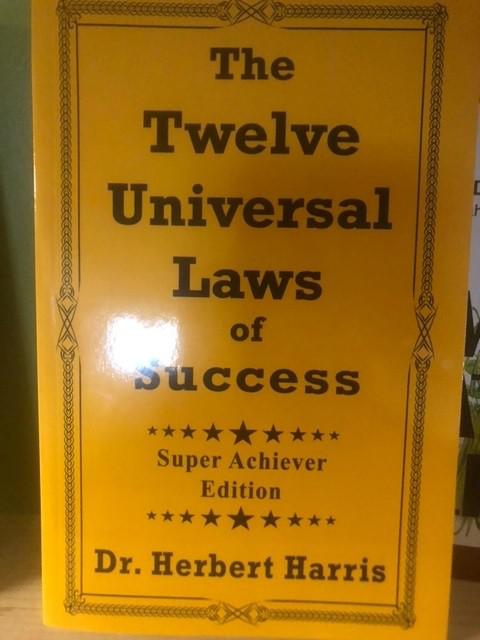 The
Twelve
Universal
Laws
of
Success
Super Achiever
Edition
Dr. Herbert Harris